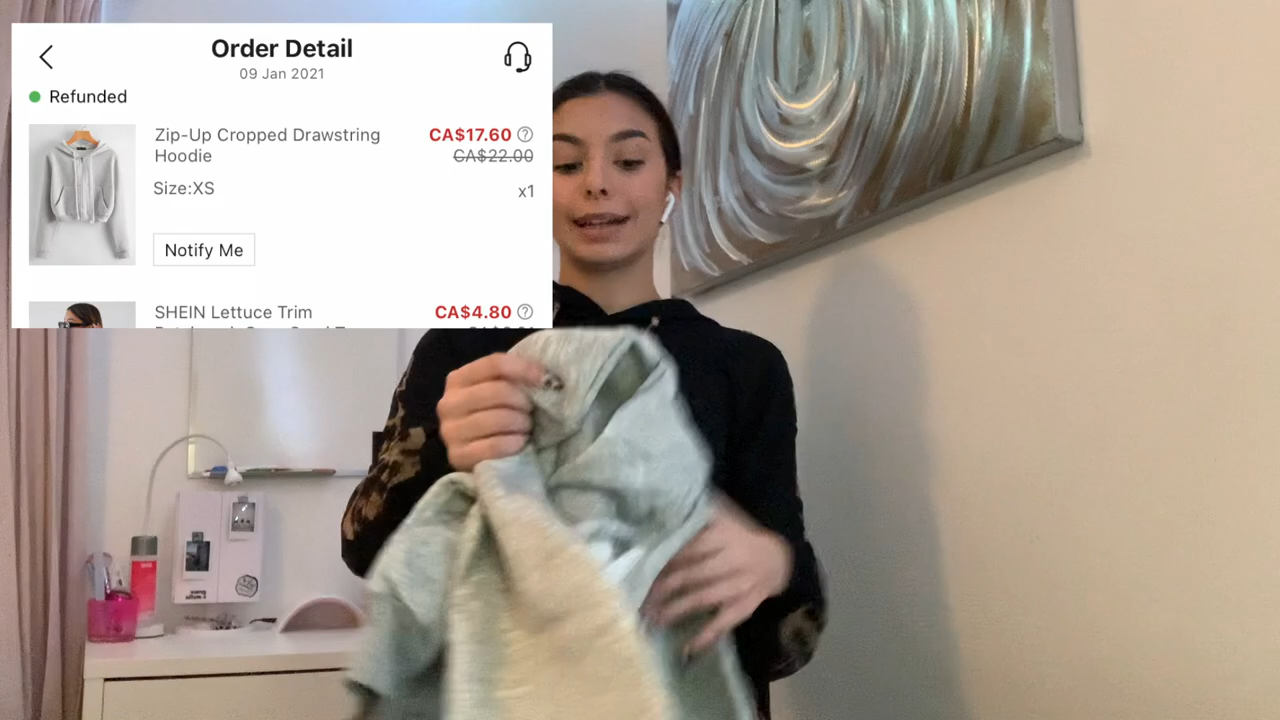 Order Detail
09 Jan 2021
Refunded
Zip-Up Cropped Drawstring
Hoodie
CA$17.60
CA$22.00
Size:XS
x1
Notify Me
SHEIN Lettuce Trim
CA$4.80